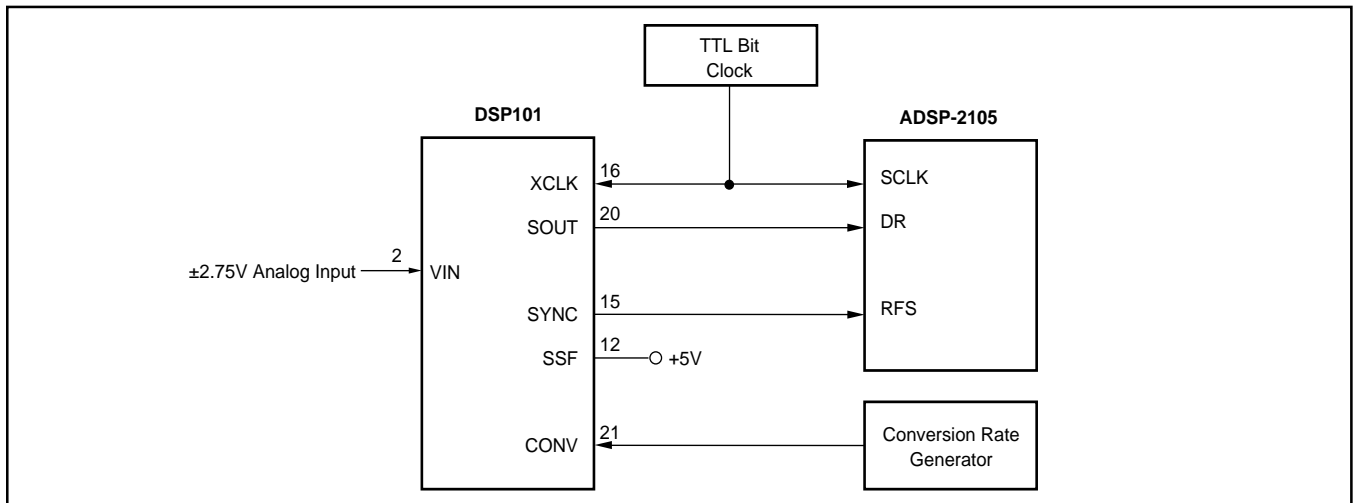 TTL Bit
Clock
DSP101
ADSP-2105
XCLK
16
SCLK
SOUT
20
DR
±2.75V Analog Input
2
VIN
SYNC
15
RFS
SSF
12
+5V
CONV
21
Conversion Rate
Generator